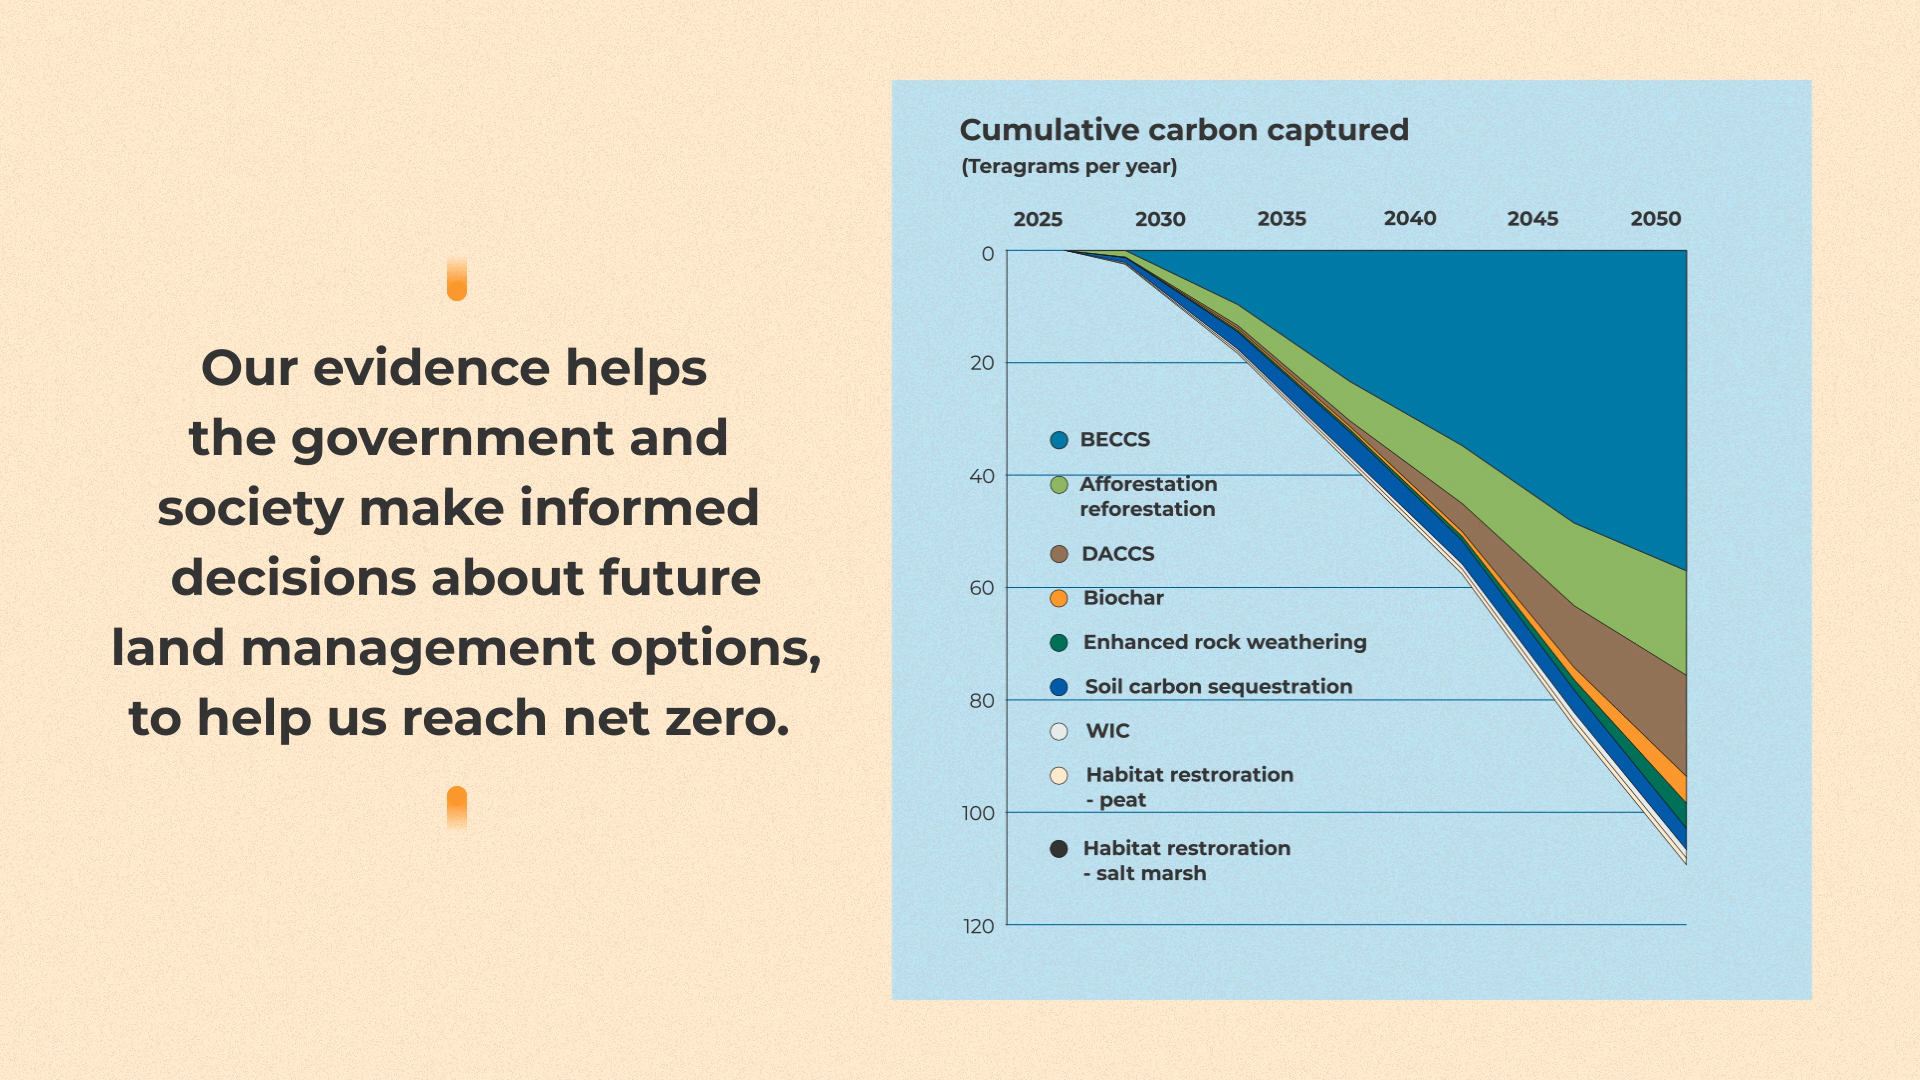 Our evidence helps
the government and
society make informed
decisions about future
land management options,
to help us reach net zero.
Cumulative carbon captured
(Teragrams per year)
2025 2030 2035 2040 2045 2050
0
20
40
60
80
100
120
BECCS
Afforestation
reforestation
DACCS
Biochar
Enhanced rock weathering
Soil carbon sequestration
WIC
Habitat restroration
- peat
Habitat restroration
- salt marsh